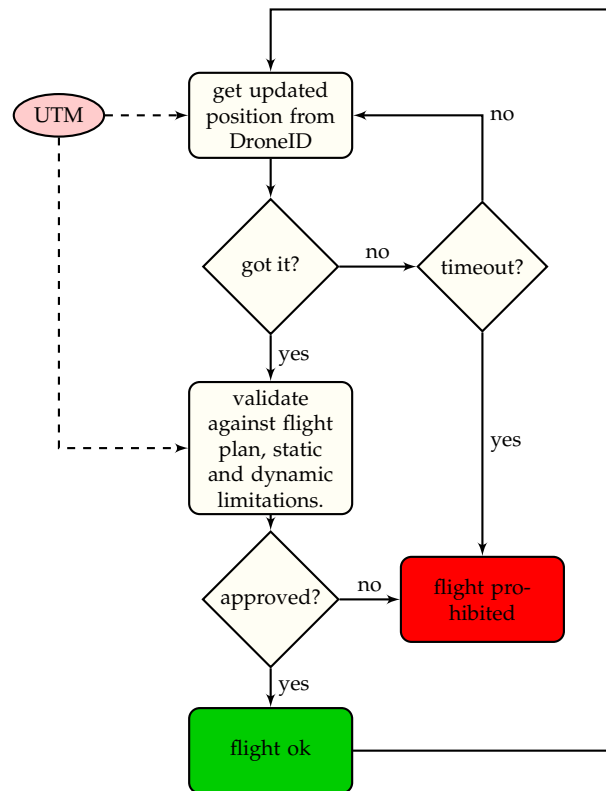 get updated
position from
DroneID
UTM
no
got it?
no
timeout?
yes
validate
against flight
plan, static
and dynamic
limitations.
yes
approved?
no
flight pro-
hibited
yes
flight ok